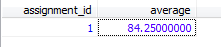 assignment_id average
1 84.25000000